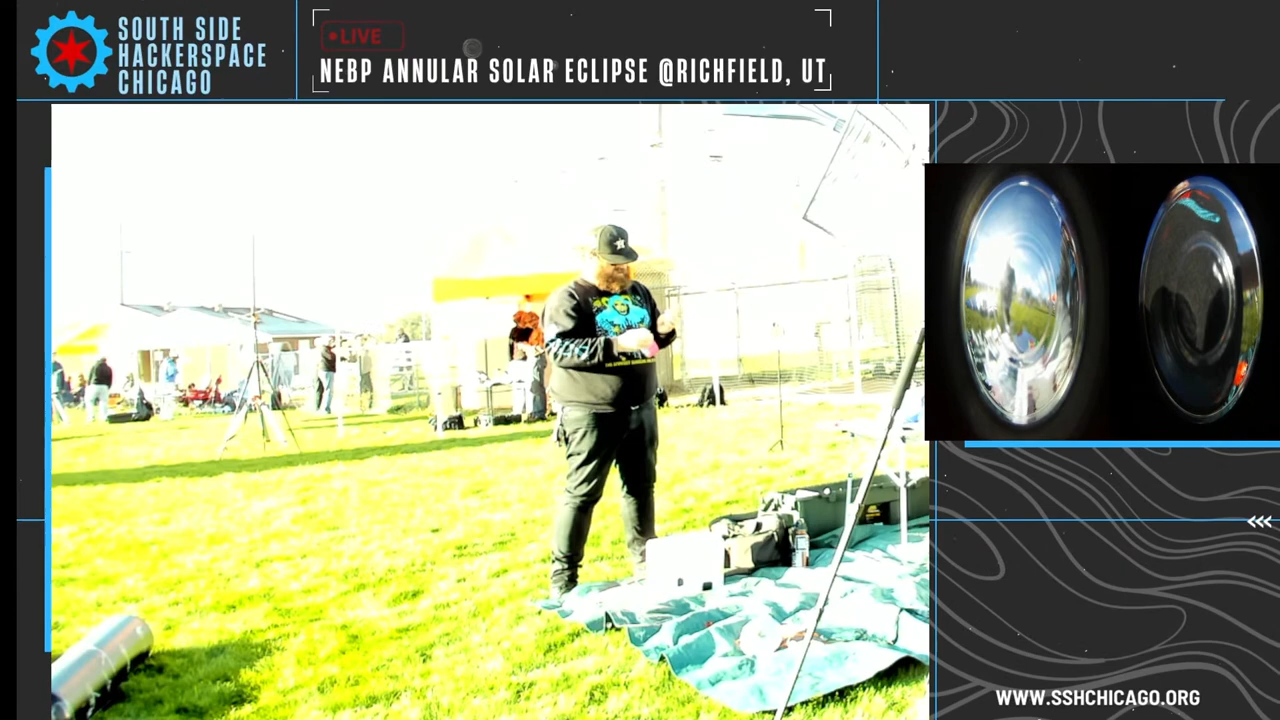 SOUTH SIDE
HACKERSPACE
CHICAGO
LIVE
NEBP ANNULAR SOLAR ECLIPSE @RICHFIELD, UT
WWW.SSHCHICAGO.ORG